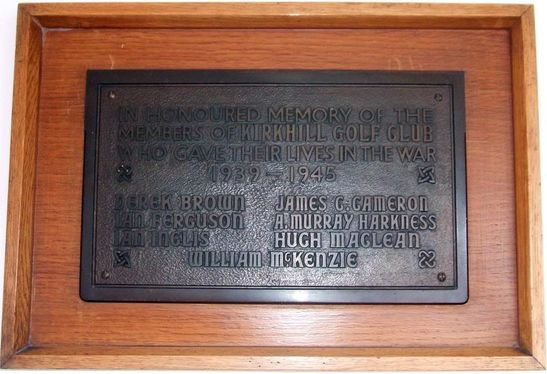 IN HONOURED MEMORY OF THE
MEMBERS OF KIRKHILL GOLF CLUB
WHO GAVE THEIR LIVES IN THE WAR
1939 - 1945
DEREK BROWN JAMES G. CAMERON
IAN FERGUSON A. MURRAY HARKNESS
IAN INGLIS HUGH MACLEAN
WILLIAM McKENZIE